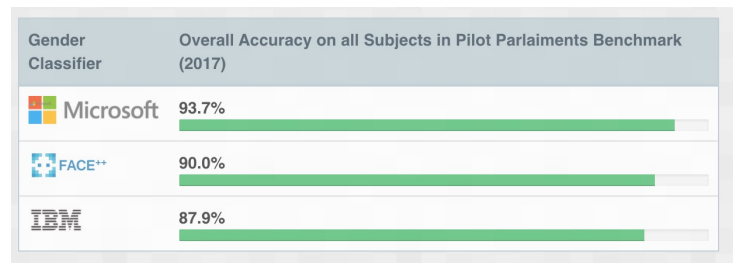 Gender
Classifier
Overall Accuracy on all Subjects in Pilot Parlaiments Benchmark
(2017)
Microsoft
93.7%
FACE++
90.0%
IBM
87.9%